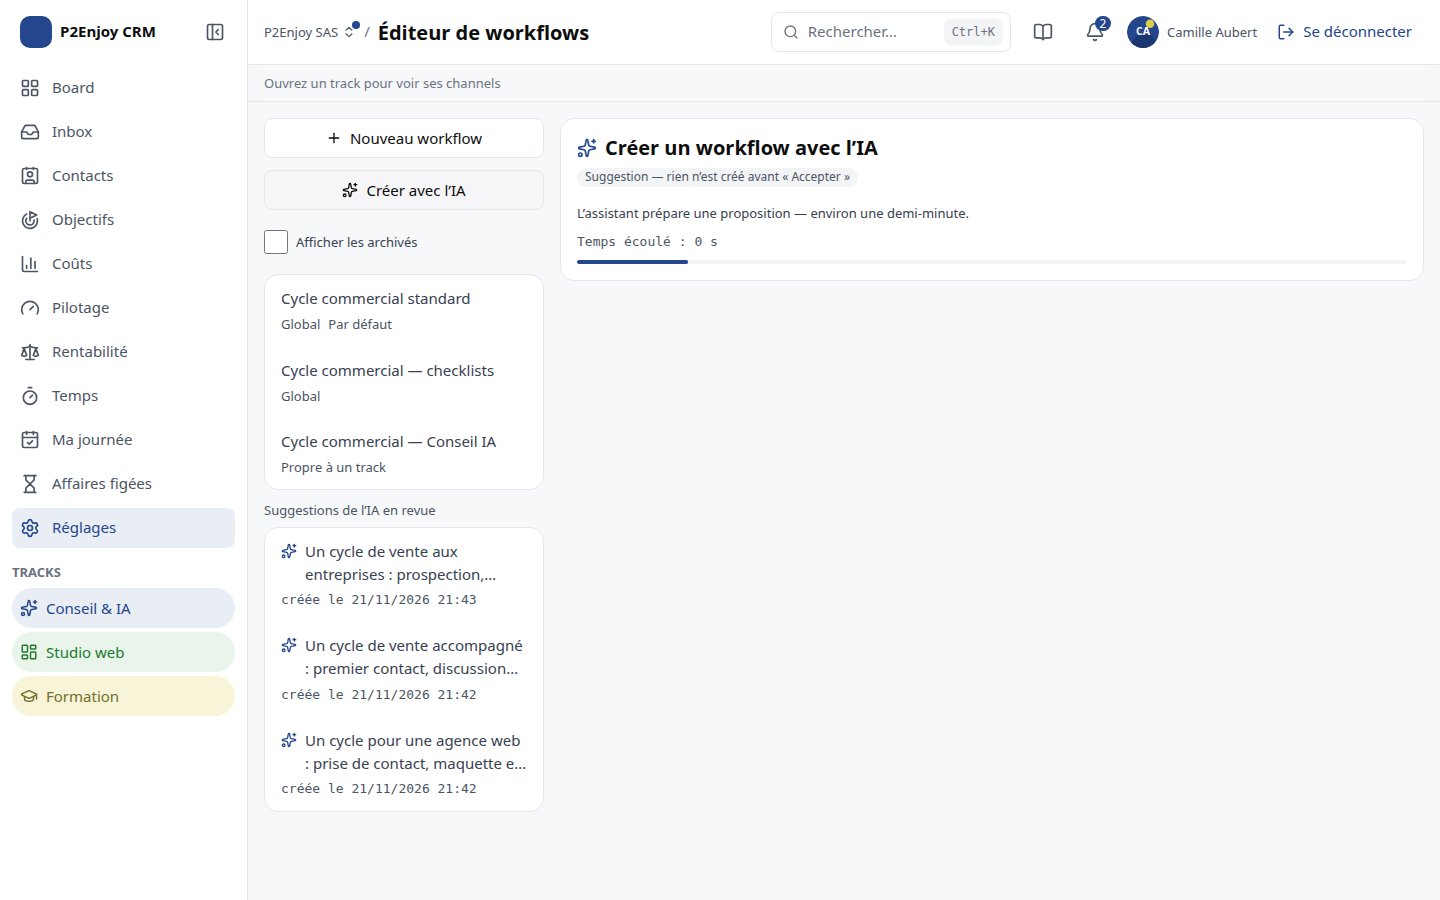 P2Enjoy CRM
Board
Inbox
Contacts
Objectifs
Coûts
Pilotage
Rentabilité
Temps
Ma journée
Affaires figées
Réglages
TRACKS
Conseil & IA
Studio web
Formation
P2Enjoy SAS / Éditeur de workflows
Rechercher... Ctrl+K
2
CA
Camille Aubert
Se déconnecter
Ouvrez un track pour voir ses channels
Nouveau workflow
Créer avec l’IA
Afficher les archivés
Cycle commercial standard
Global Par défaut
Cycle commercial — checklists
Global
Cycle commercial — Conseil IA
Propre à un track
Suggestions de l’IA en revue
Un cycle de vente aux
entreprises : prospection,...
créée le 21/11/2026 21:43
Un cycle de vente accompagné
: premier contact, discussion...
créée le 21/11/2026 21:42
Un cycle pour une agence web
: prise de contact, maquette e...
créée le 21/11/2026 21:42
Créer un workflow avec l’IA
Suggestion — rien n’est créé avant « Accepter »
L’assistant prépare une proposition — environ une demi-minute.
Temps écoulé : 0 s